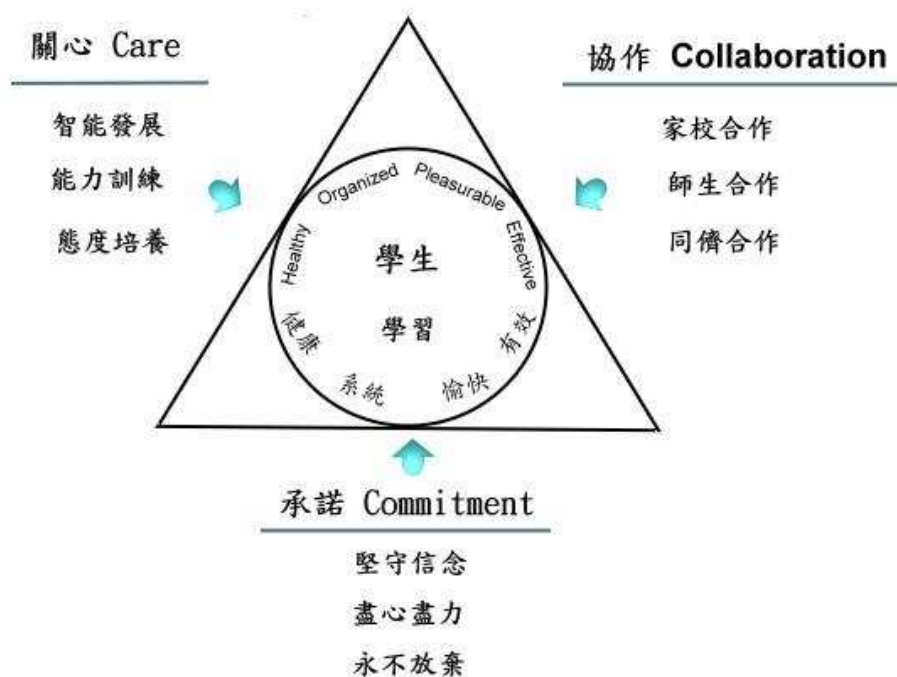 關心 Care
智能發展
能力訓練
態度培養
協作 Collaboration
家校合作
師生合作
同儕合作
Healthy Organized Pleasurable Effective
學生
學習
健康 系統 愉快 有效
承諾 Commitment
堅守信念
盡心盡力
永不放棄